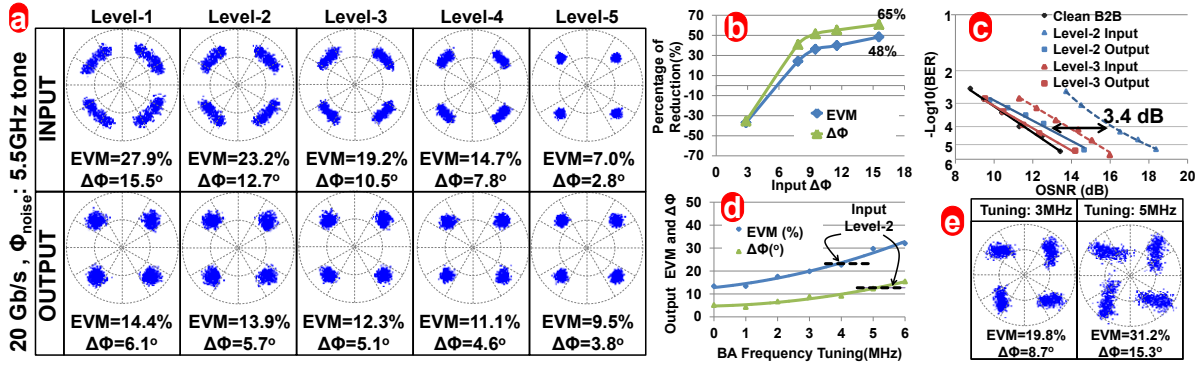 a
Level-1 Level-2 Level-3 Level-4 Level-5
20 Gb/s , Φnoise: 5.5GHz tone
INPUT
EVM=27.9% EVM=23.2% EVM=19.2% EVM=14.7% EVM=7.0%
ΔΦ=15.5° ΔΦ=12.7° ΔΦ=10.5° ΔΦ=7.8° ΔΦ=2.8°
OUTPUT
EVM=14.4% EVM=13.9% EVM=12.3% EVM=11.1% EVM=9.5%
ΔΦ=6.1° ΔΦ=5.7° ΔΦ=5.1° ΔΦ=4.6° ΔΦ=3.8°
b
Percentage of
Reduction(%)
70
50
30
10
-10
-30
-50
-70
65%
48%
EVM
ΔΦ
0 3 6 9 12 15 18
Input ΔΦ
c
-Log10(BER)
1
2
3
4
5
6
Clean B2B
Level-2 Input
Level-2 Output
Level-3 Input
Level-3 Output
3.4 dB
8 10 12 14 16 18 20
OSNR (dB)
d
Output EVM and ΔΦ
50
40
30
20
10
0
EVM (%)
ΔΦ(°)
Input
Level-2
0 1 2 3 4 5 6
BA Frequency Tuning(MHz)
e
Tuning: 3MHz Tuning: 5MHz
EVM=19.8% EVM=31.2%
ΔΦ=8.7° ΔΦ=15.3°